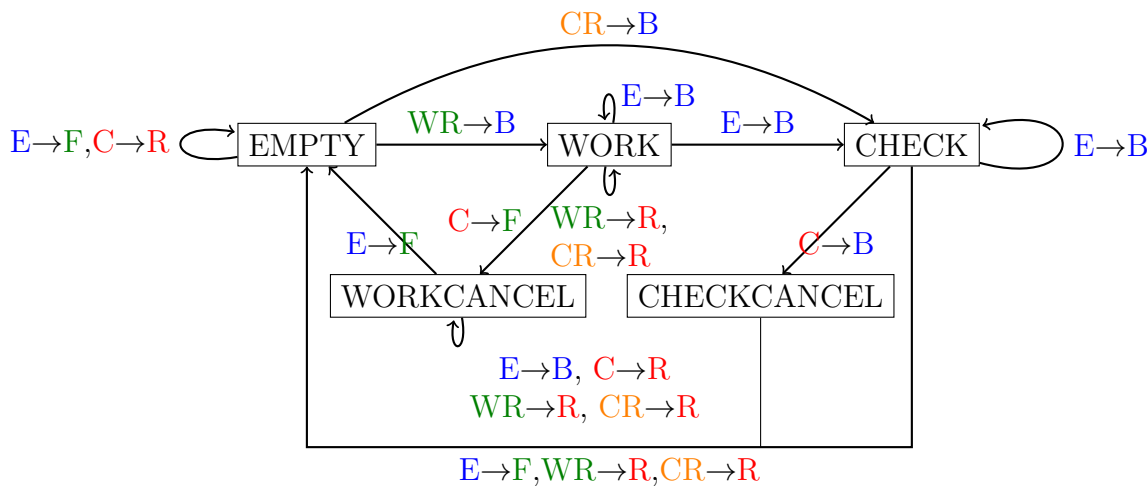 CR→B
E→B
WR→B
E→B
E→F,C→R
EMPTY
WORK
CHECK
E→B
C→F
WR→R,
CR→R
E→F
C→B
WORKCANCEL
CHECKCANCEL
E→B, C→R
WR→R, CR→R
E→F,WR→R,CR→R